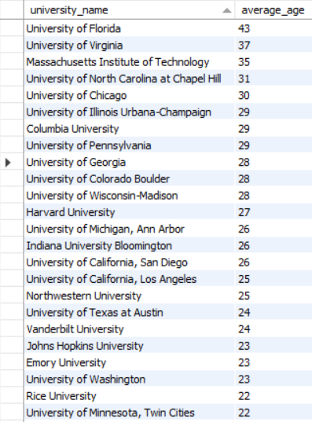 university_name average_age
University of Florida 43
University of Virginia 37
Massachusetts Institute of Technology 35
University of North Carolina at Chapel Hill 31
University of Chicago 30
University of Illinois Urbana-Champaign 29
Columbia University 29
University of Pennsylvania 29
University of Georgia 28
University of Colorado Boulder 28
University of Wisconsin-Madison 28
Harvard University 27
University of Michigan, Ann Arbor 26
Indiana University Bloomington 26
University of California, San Diego 26
University of California, Los Angeles 25
Northwestern University 25
University of Texas at Austin 24
Vanderbilt University 24
Johns Hopkins University 23
Emory University 23
University of Washington 23
Rice University 22
University of Minnesota, Twin Cities 22